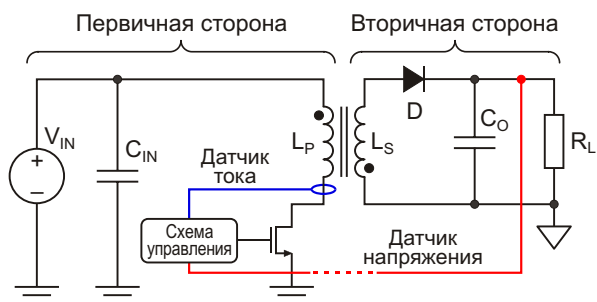 Первичная сторона
Вторичная сторона
V_IN
+
–
C_IN
L_P
L_S
D
C_O
R_L
Датчик
тока
Схема
управления
Датчик
напряжения